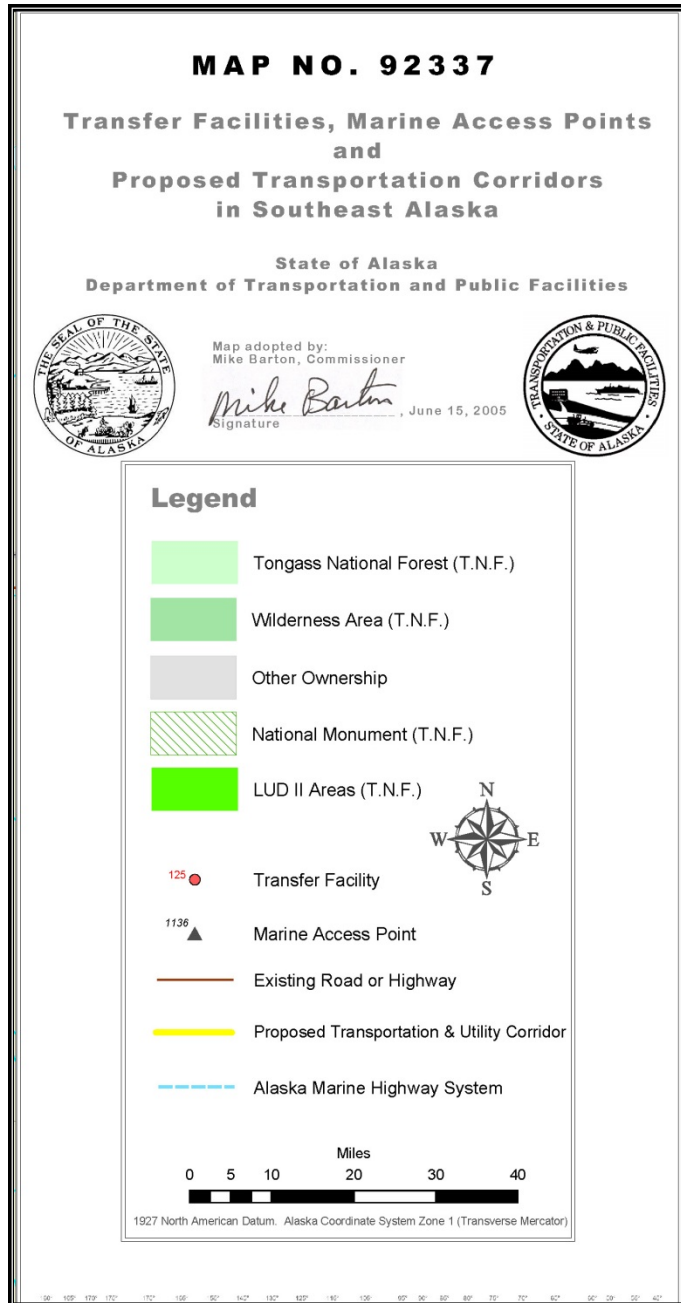 MAP NO. 92337
Transfer Facilities, Marine Access Points
and
Proposed Transportation Corridors
in Southeast Alaska
State of Alaska
Department of Transportation and Public Facilities
THE SEAL OF THE STATE
OF ALASKA
Map adopted by:
Mike Barton, Commissioner
Mike Barton
, June 15, 2005
Signature
TRANSPORTATION & PUBLIC FACILITIES
STATE OF ALASKA
Legend
Tongass National Forest (T.N.F.)
Wilderness Area (T.N.F.)
Other Ownership
National Monument (T.N.F.)
LUD II Areas (T.N.F.)
N
W E
S
125
Transfer Facility
1136
Marine Access Point
Existing Road or Highway
Proposed Transportation & Utility Corridor
Alaska Marine Highway System
Miles
0 5 10 20 30 40
1927 North American Datum. Alaska Coordinate System Zone 1 (Transverse Mercator)